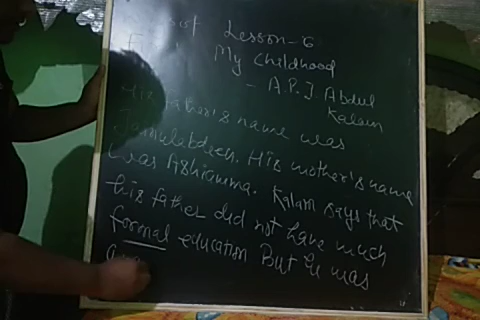 of Lesson-6
My Childhood
- A.P.J Abdul
Kalam
His Father's name was
Jainulabdeen. His mother's name
was Ashiamma. Kalam says that
his father did not have much
formal education But he was